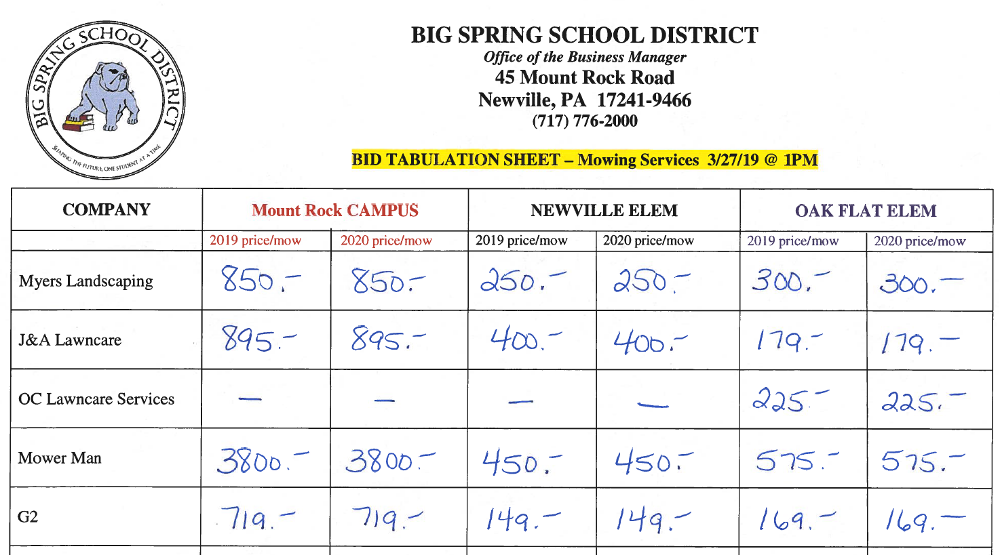 BIG SPRING SCHOOL DISTRICT
SHAPING THE FUTURE, ONE STUDENT AT A TIME
BIG SPRING SCHOOL DISTRICT
Office of the Business Manager
45 Mount Rock Road
Newville, PA 17241-9466
(717) 776-2000
BID TABULATION SHEET – Mowing Services 3/27/19 @ 1PM
COMPANY Mount Rock CAMPUS NEWVILLE ELEM OAK FLAT ELEM
2019 price/mow 2020 price/mow 2019 price/mow 2020 price/mow 2019 price/mow 2020 price/mow
Myers Landscaping 850.– 850.– 250.– 250.– 300.– 300.–
J&A Lawncare 895.– 895.– 400.– 400.– 179.– 179.–
OC Lawncare Services – – – – 225.– 225.–
Mower Man 3800.– 3800.– 450.– 450.– 575.– 575.–
G2 719.– 719.– 149.– 149.– 169.– 169.–